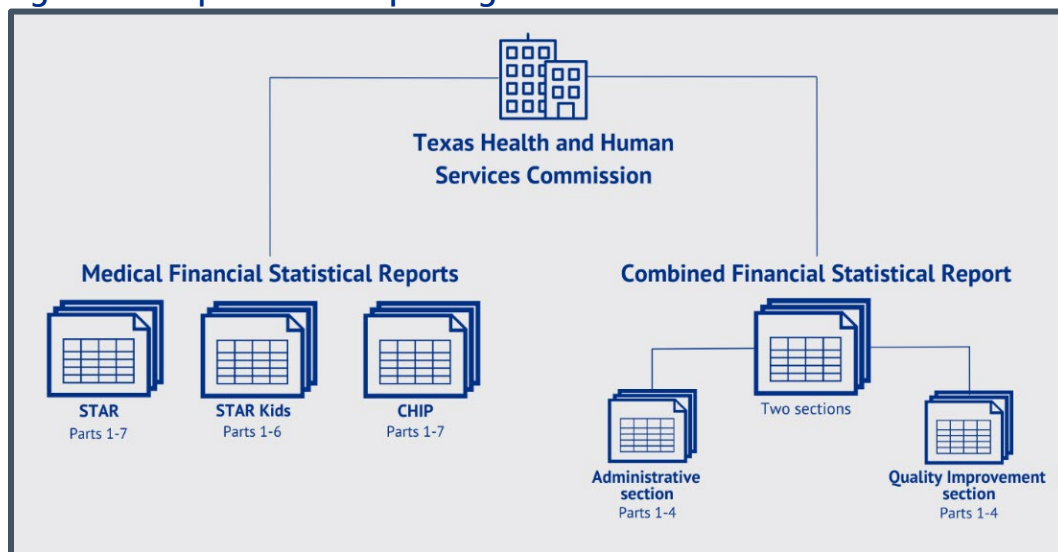 Texas Health and Human
Services Commission
Medical Financial Statistical Reports
Combined Financial Statistical Report
STAR
Parts 1-7
STAR Kids
Parts 1-6
CHIP
Parts 1-7
Two sections
Administrative
section
Parts 1-4
Quality Improvement
section
Parts 1-4